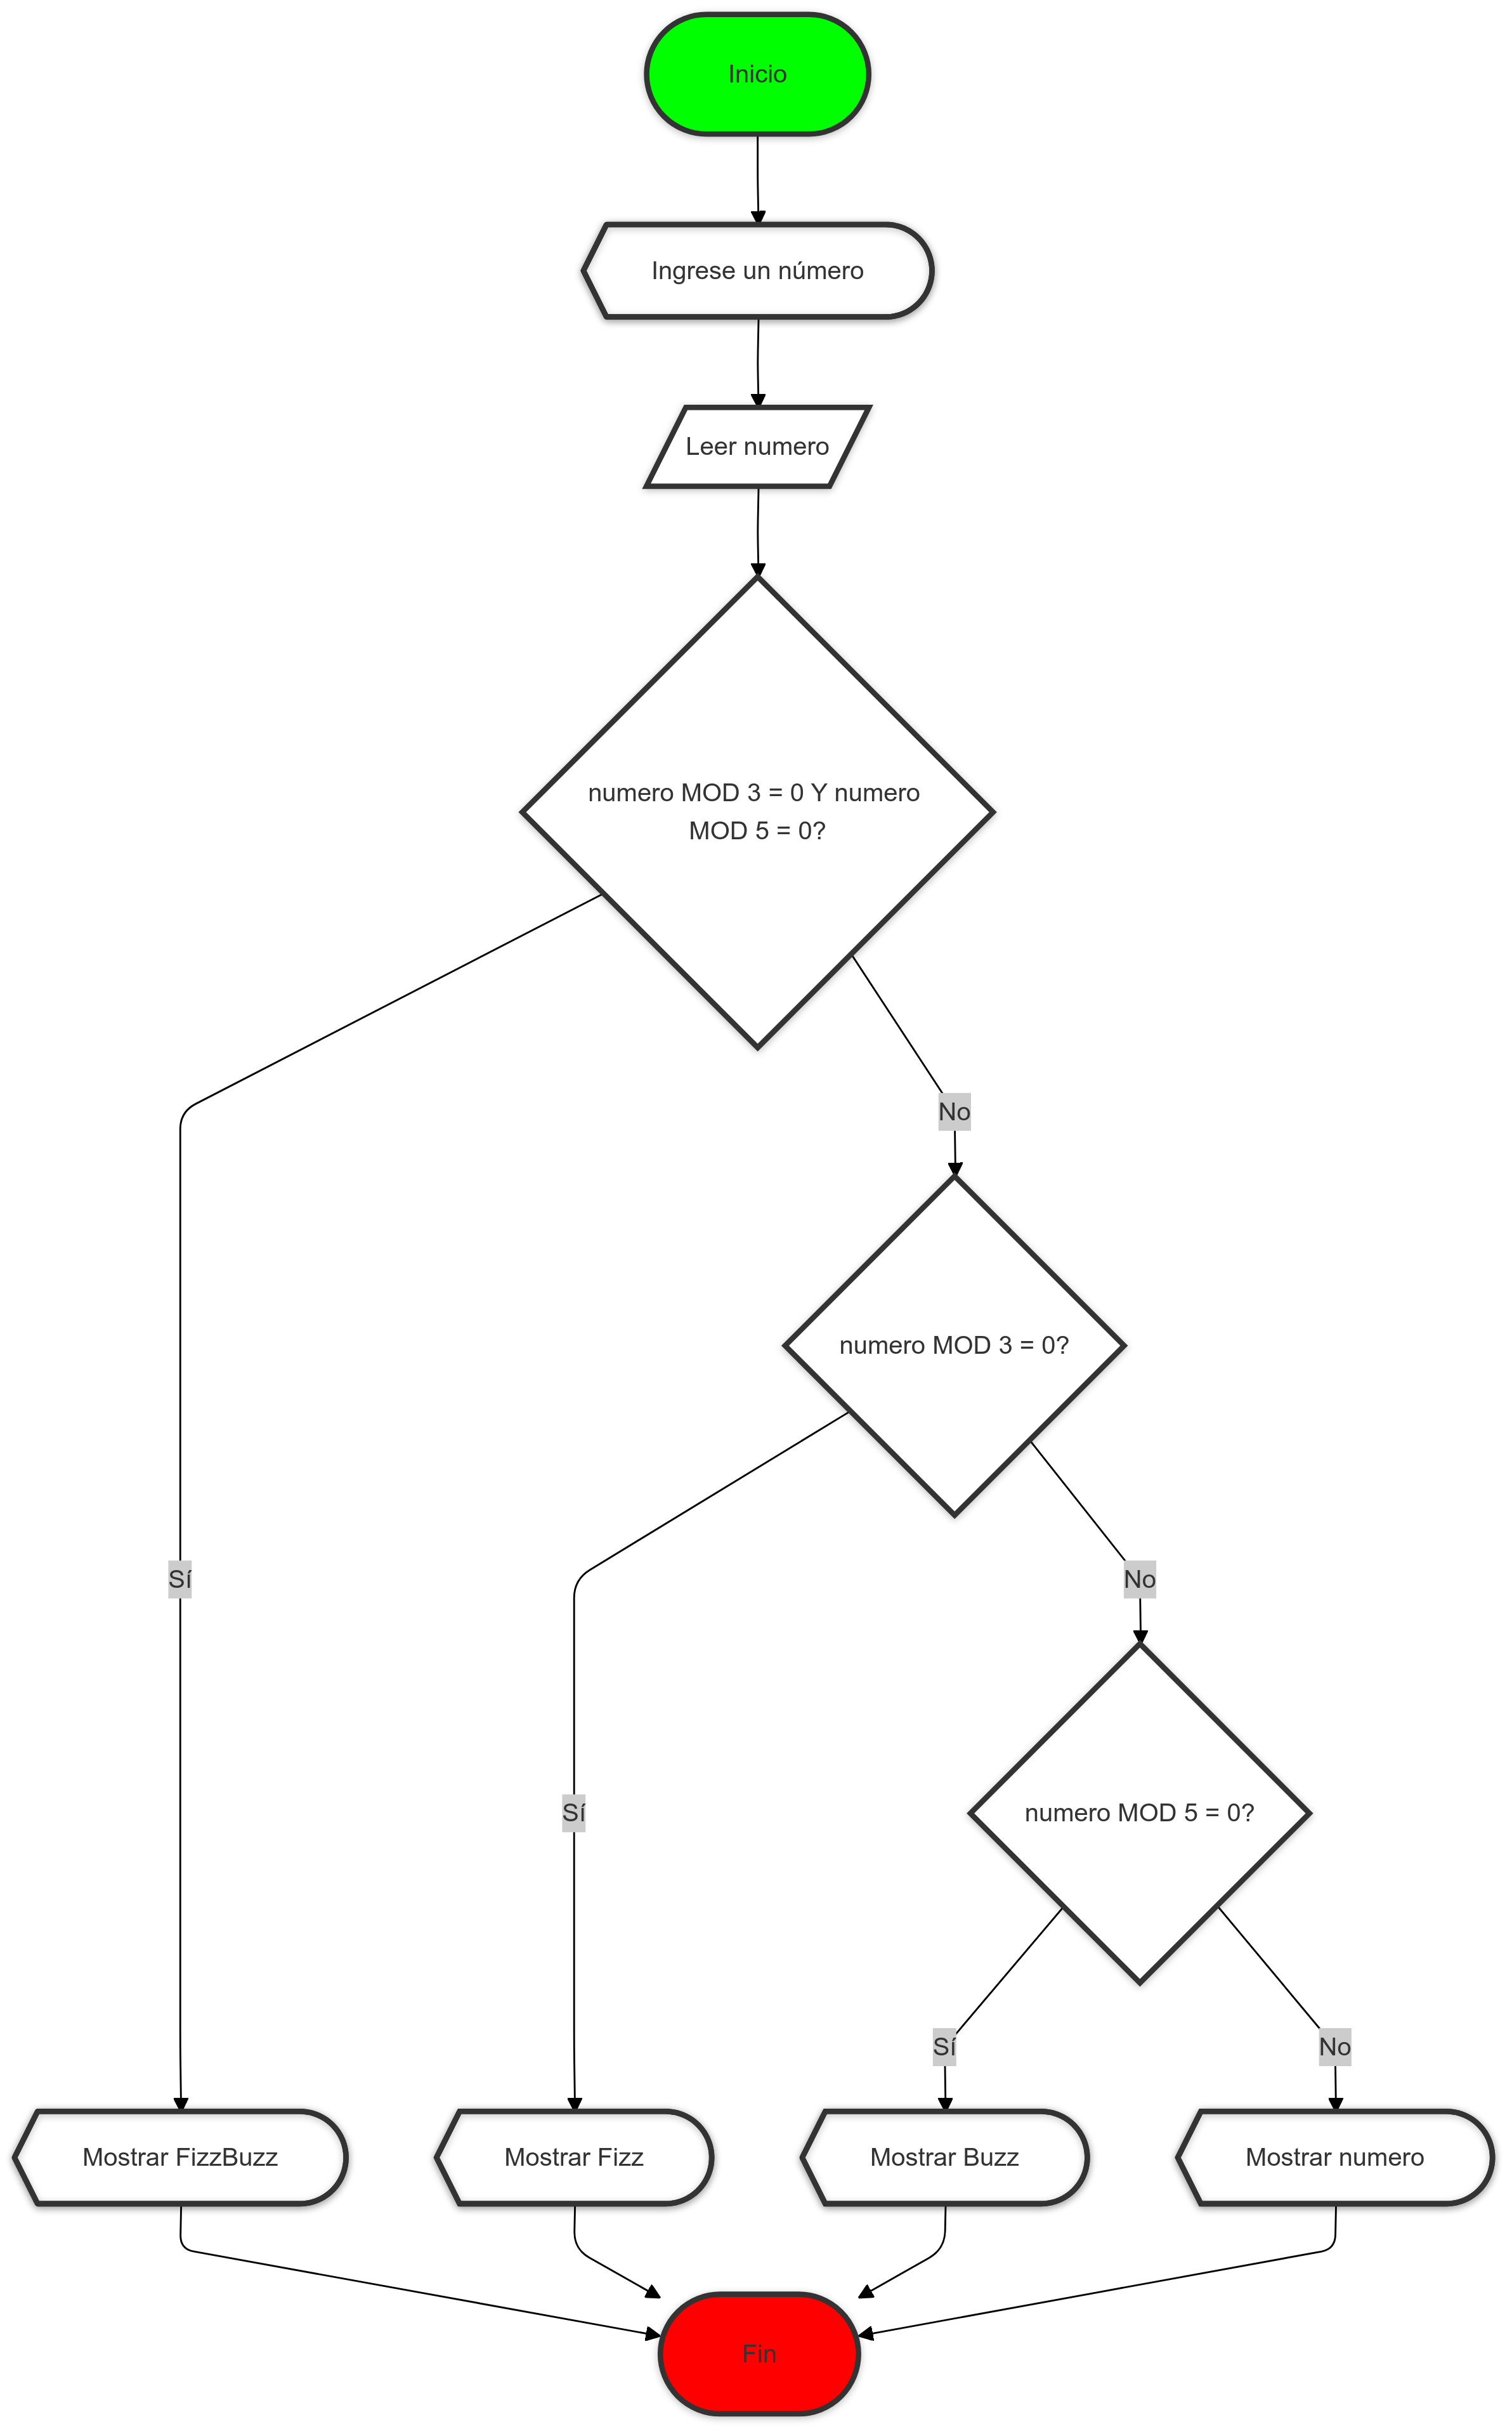 Inicio
Ingrese un número
Leer numero
numero MOD 3 = 0 Y numero
MOD 5 = 0?
No
numero MOD 3 = 0?
Sí
No
Sí
numero MOD 5 = 0?
Sí
No
Mostrar FizzBuzz
Mostrar Fizz
Mostrar Buzz
Mostrar numero
Fin